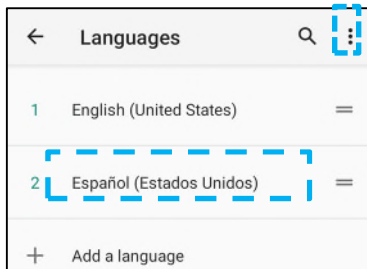 Languages
1 English (United States)
2 Español (Estados Unidos)
Add a language